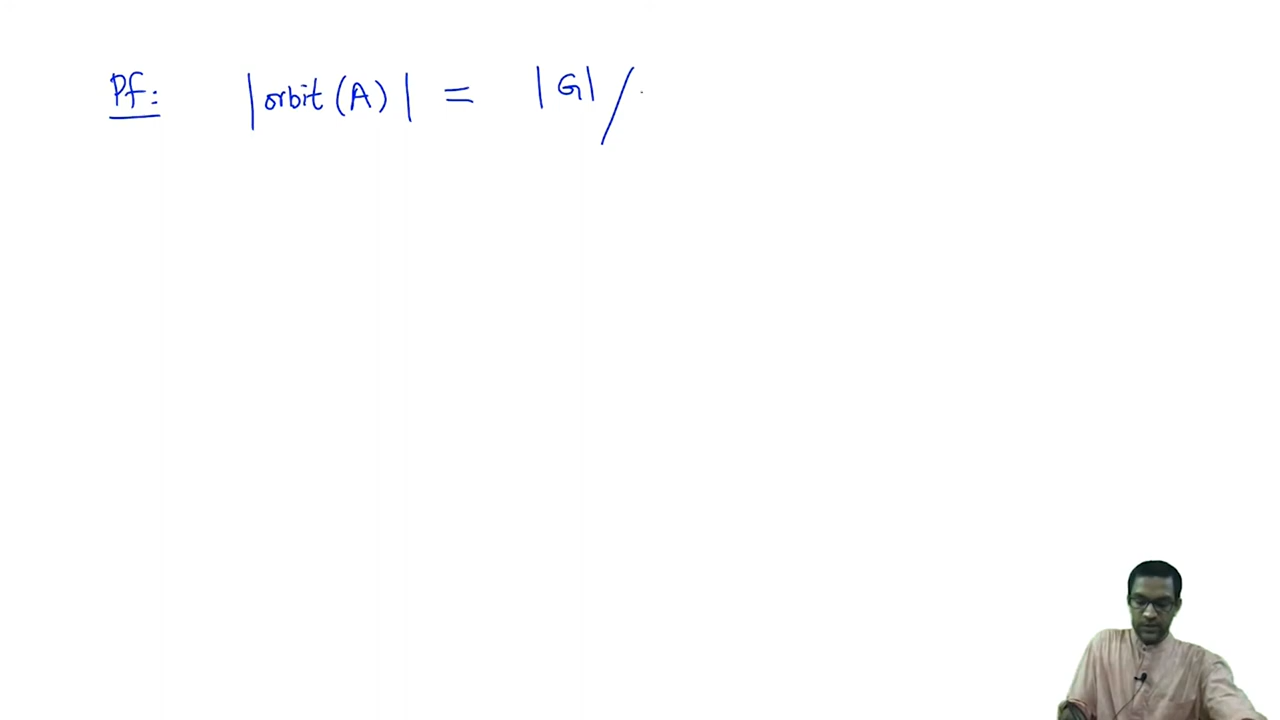 Pf: |orbit (A)| = |G| /